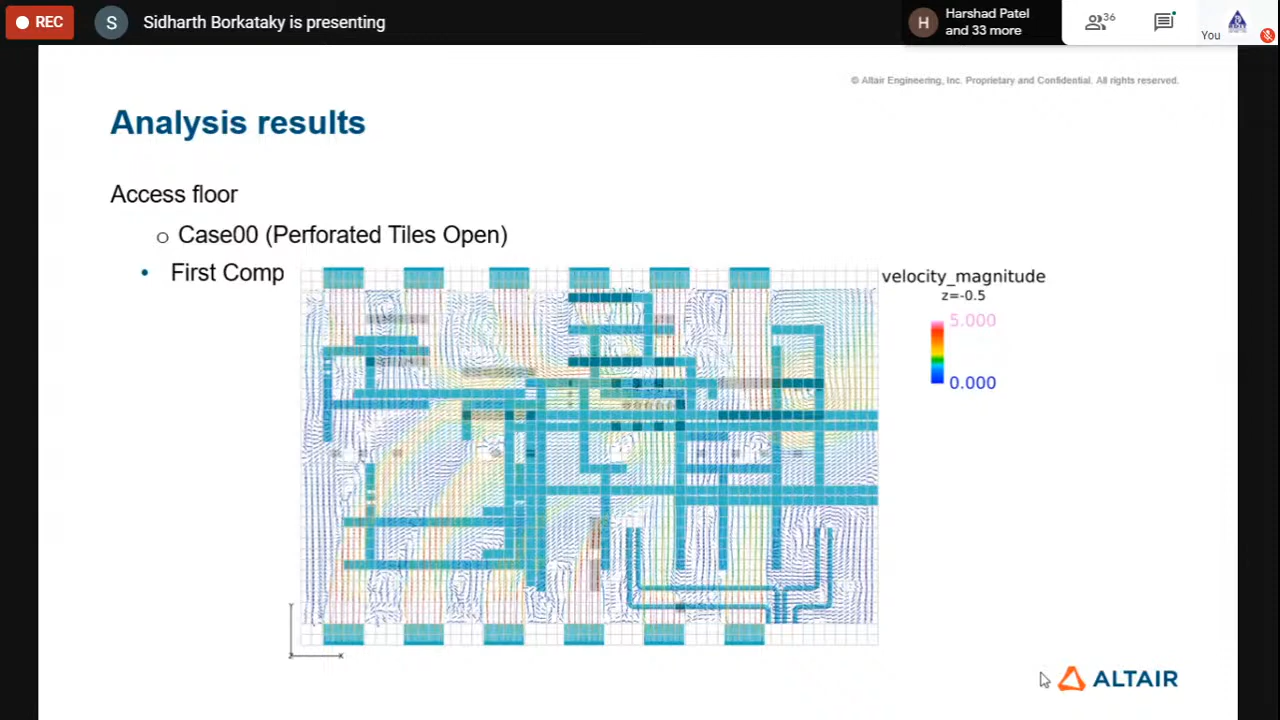 REC
S
Sidharth Borkataky is presenting
H
Harshad Patel
and 33 more
36
You
© Altair Engineering, Inc. Proprietary and Confidential. All rights reserved.
Analysis results
Access floor
o Case00 (Perforated Tiles Open)
• First Comp
velocity_magnitude
z=-0.5
5.000
0.000
ALTAIR